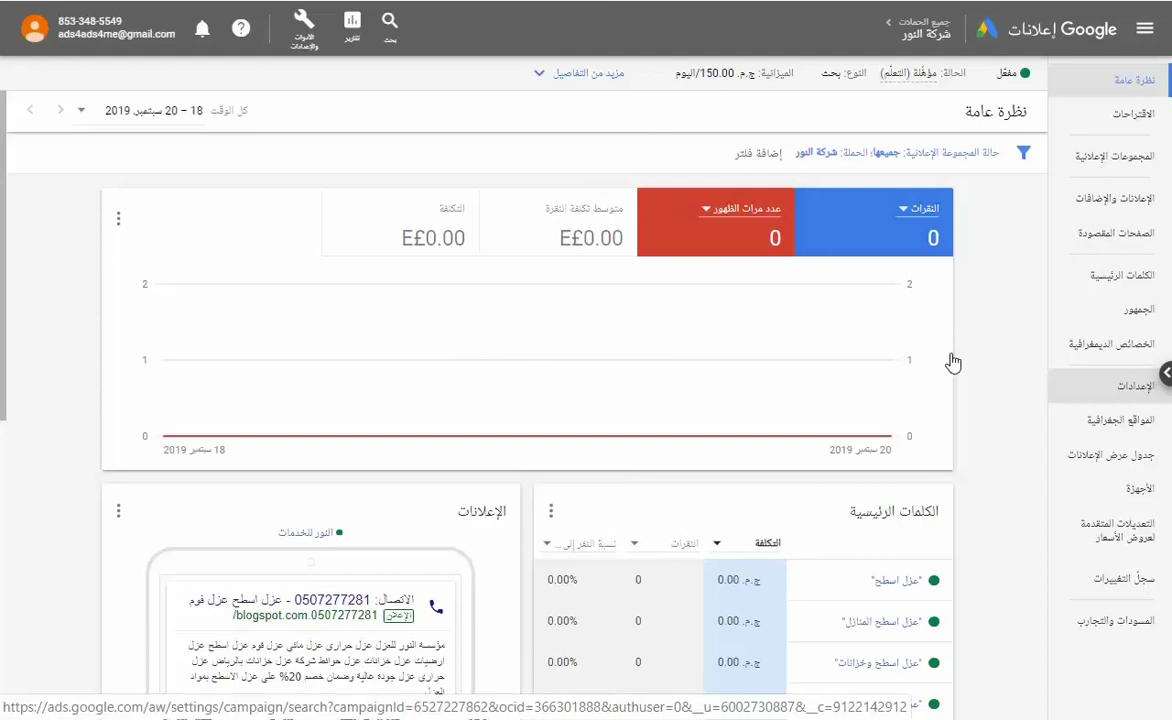 Google إعلانات
جميع الحملات
شركة النور
بحث
تقارير
الأدوات
والإعدادات
853-348-5549
ads4ads4me@gmail.com
مفعّل
الحالة: مؤهّلة (التعلّم)
النوع: بحث
الميزانية: ج.م. 150.00/اليوم
مزيد من التفاصيل
نظرة عامة
كل الوقت
18 – 20 سبتمبر، 2019
حالة المجموعة الإعلانية: جميعها؛ الحملة: شركة النور
إضافة فلتر
النقرات
0
عدد مرات الظهور
0
متوسط تكلفة النقرة
E£0.00
التكلفة
E£0.00
2
2
1
1
0
0
18 سبتمبر 2019
20 سبتمبر 2019
الكلمات الرئيسية
التكلفة
النقرات
نسبة النقر إلى...
"عزل اسطح"
ج.م. 0.00
0
0.00%
"عزل اسطح المنازل"
ج.م. 0.00
0
0.00%
"عزل اسطح وخزانات"
ج.م. 0.00
0
0.00%
الإعلانات
النور للخدمات
الاتصال: 0507277281 - عزل اسطح عزل فوم
الإعلان
0507277281.blogspot.com/
مؤسسة النور للعزل عزل حرارى عزل مائى عزل فوم عزل اسطح عزل
ارضيات عزل خزانات عزل حوائط شركة عزل خزانات بالرياض عزل
حرارى عزل جودة عالية وضمان خصم 20% على عزل الاسطح بمواد
العزل
نظرة عامة
الاقتراحات
المجموعات الإعلانية
الإعلانات والإضافات
الصفحات المقصودة
الكلمات الرئيسية
الجمهور
الخصائص الديمغرافية
الإعدادات
المواقع الجغرافية
جدول عرض الإعلانات
الأجهزة
التعديلات المتقدمة
لعروض الأسعار
سجلّ التغييرات
المسودات والتجارب
https://ads.google.com/aw/settings/campaign/search?campaignId=6527227862&ocid=366301888&authuser=0&__u=6002730887&__c=9122142912